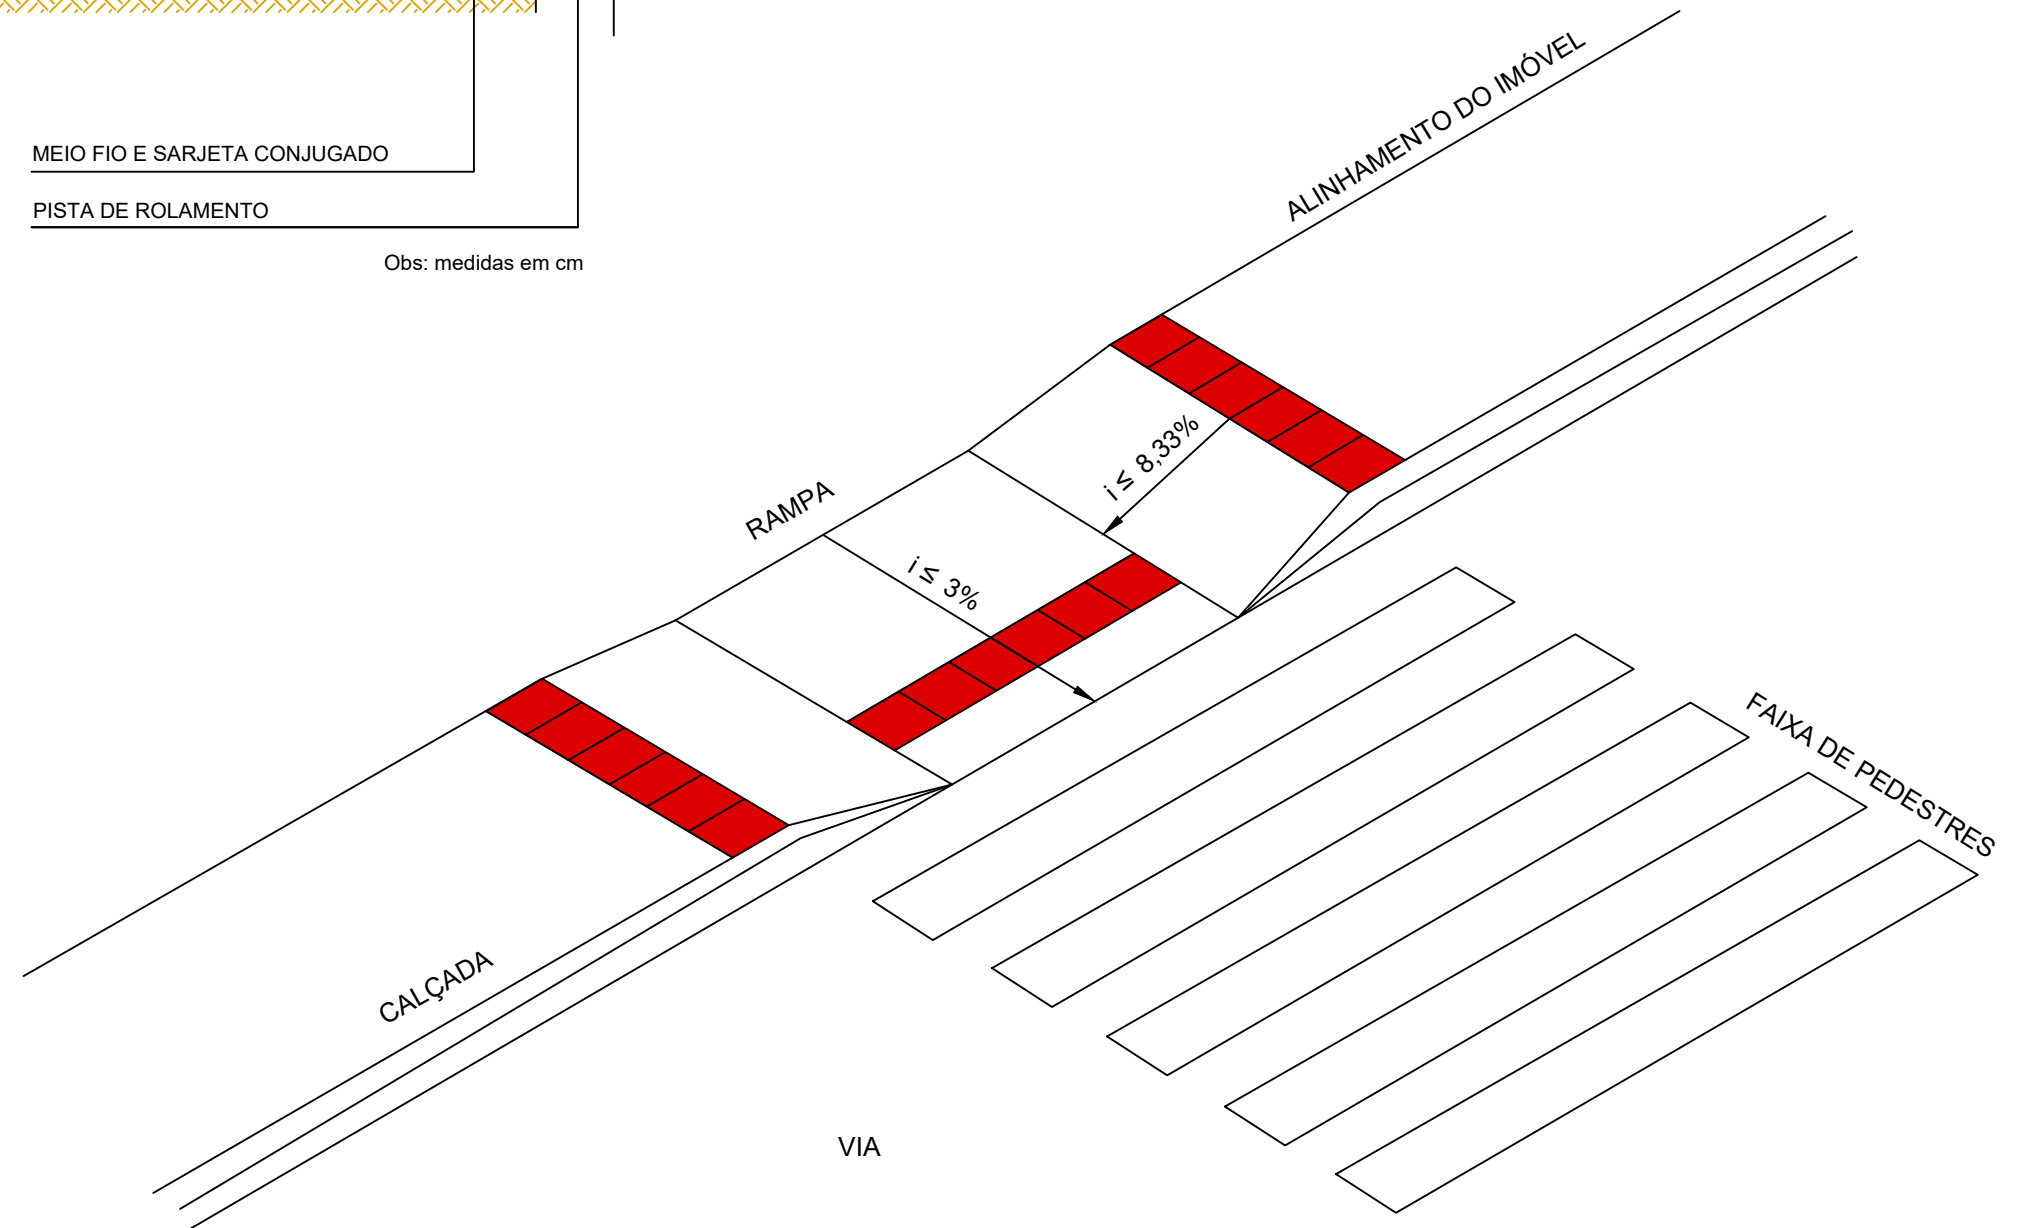 MEIO FIO E SARJETA CONJUGADO
PISTA DE ROLAMENTO
Obs: medidas em cm
ALINHAMENTO DO IMÓVEL
i ≤ 8,33%
RAMPA
i ≤ 3%
FAIXA DE PEDESTRES
CALÇADA
VIA